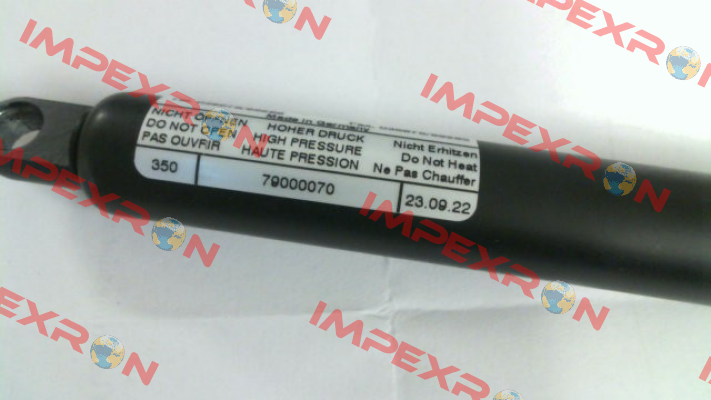 Made in Germany
NICHT ÖFFNEN HOHER DRUCK Nicht Erhitzen
DO NOT OPEN HIGH PRESSURE Do Not Heat
PAS OUVRIR HAUTE PRESSION Ne Pas Chauffer
350 79000070 23.09.22
IMPEXRON
IMPEXRON
IMPEXRON
IMPEXRON
IMPEXRON
IMPEXRON
IMPEXRON